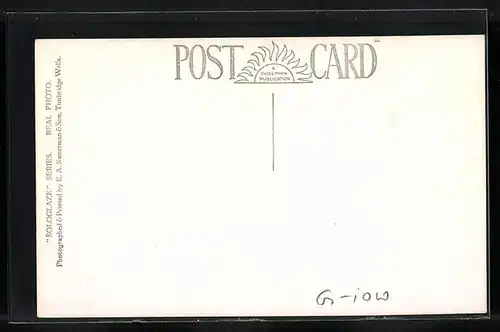 POST CARD
A
SWEETMAN
PUBLICATION
"SOLOGLAZE" SERIES. REAL PHOTO.
Photographed & Printed by E. A. Sweetman & Son, Tunbridge Wells.
G-IOW